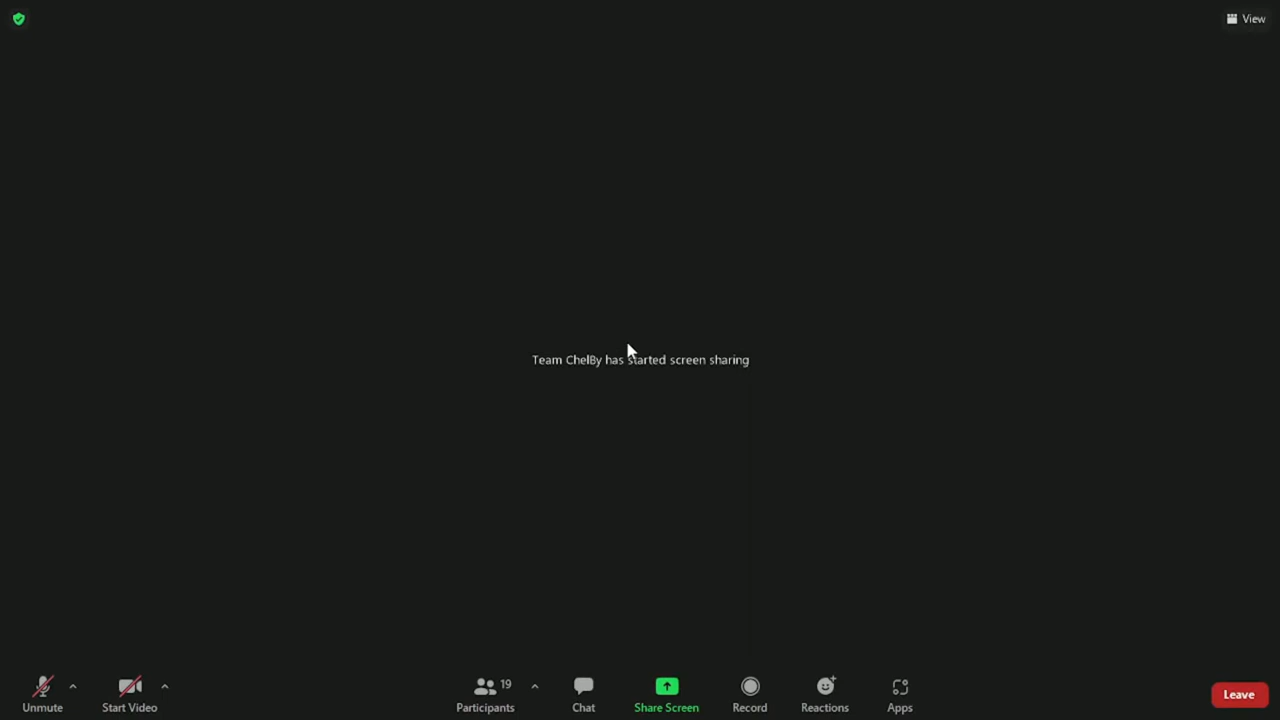 View
Team ChelBy has started screen sharing
Unmute
Start Video
19
Participants
Chat
Share Screen
Record
Reactions
Apps
Leave